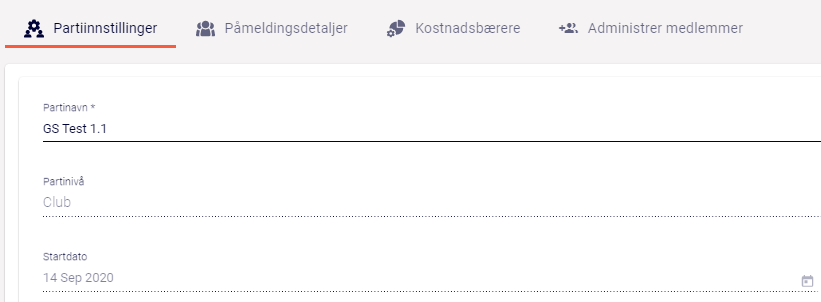 Partiinnstillinger Påmeldingsdetaljer Kostnadsbærere Administrer medlemmer
Partinavn *
GS Test 1.1
Partinivå
Club
Startdato
14 Sep 2020